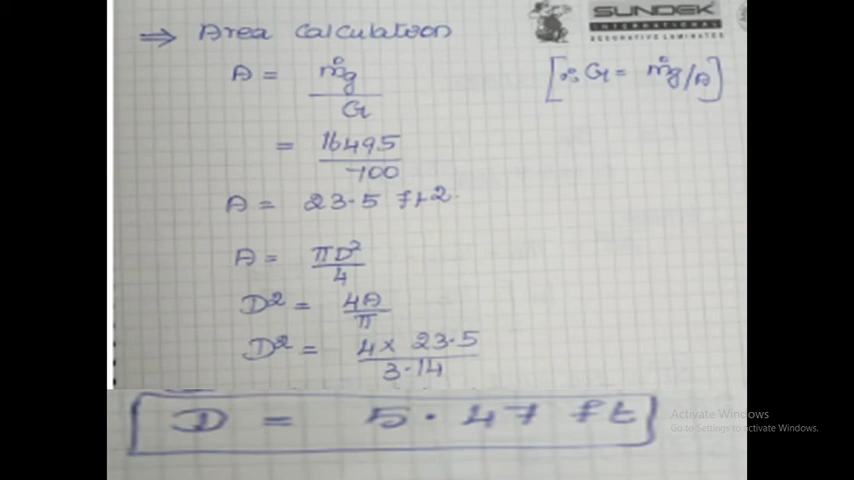 SUNDEK
INTERNATIONAL
DECORATIVE LAMINATES
⇒ Area Calculation
A = ṁg / G [∴ G = ṁg/A]
= 16495 / 700
A = 23.5 ft2.
A = πD² / 4
D² = 4A / π
D² = 4 x 23.5 / 3.14
D = 5.47 ft
Activate Windows
Go to Settings to activate Windows.